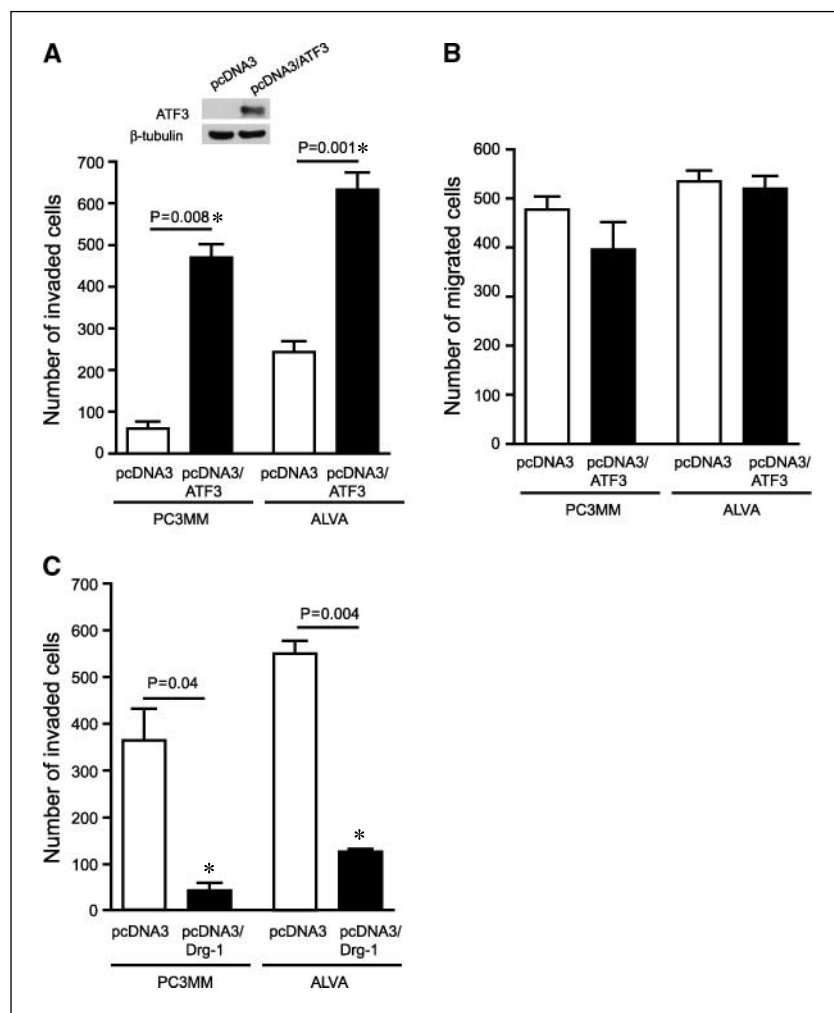 A
pcDNA3
pcDNA3/ATF3
ATF3
β-tubulin
Number of invaded cells
700
600
500
400
300
200
100
0
P=0.008 *
P=0.001 *
pcDNA3 pcDNA3/ pcDNA3 pcDNA3/
ATF3 ATF3
PC3MM ALVA
B
Number of migrated cells
600
500
400
300
200
100
0
pcDNA3 pcDNA3/ pcDNA3 pcDNA3/
ATF3 ATF3
PC3MM ALVA
C
Number of invaded cells
700
600
500
400
300
200
100
0
P=0.04
*
P=0.004
*
pcDNA3 pcDNA3/ pcDNA3 pcDNA3/
Drg-1 Drg-1
PC3MM ALVA